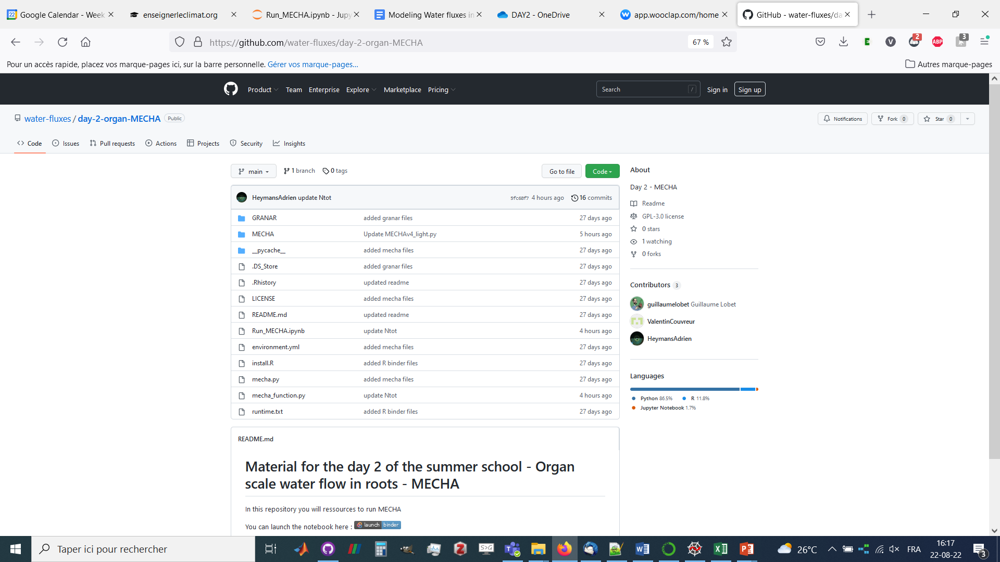 Google Calendar - Week
enseignerleclimat.org
Run_MECHA.ipynb - Jupy
Modeling Water fluxes in
DAY2 - OneDrive
app.wooclap.com/home
GitHub - water-fluxes/da
https://github.com/water-fluxes/day-2-organ-MECHA
67 %
E
V
2
ABP
3
Pour un accès rapide, placez vos marque-pages ici, sur la barre personnelle. Gérer vos marque-pages...
Autres marque-pages
Product
Team
Enterprise
Explore
Marketplace
Pricing
Search /
Sign in
Sign up
water-fluxes / day-2-organ-MECHA Public
Notifications
Fork 0
Star 0
Code
Issues
Pull requests
Actions
Projects
Security
Insights
main
1 branch
0 tags
Go to file
Code
HeymansAdrien update Ntot 5fc68f7 4 hours ago 16 commits
GRANAR added granar files 27 days ago
MECHA Update MECHAv4_light.py 5 hours ago
__pycache__ added mecha files 27 days ago
.DS_Store added granar files 27 days ago
.Rhistory updated readme 27 days ago
LICENSE added mecha files 27 days ago
README.md updated readme 27 days ago
Run_MECHA.ipynb update Ntot 4 hours ago
environment.yml added mecha files 27 days ago
install.R added R binder files 27 days ago
mecha.py added mecha files 27 days ago
mecha_function.py update Ntot 4 hours ago
runtime.txt added R binder files 27 days ago
README.md
Material for the day 2 of the summer school - Organ
scale water flow in roots - MECHA
In this repository you will ressources to run MECHA
You can launch the notebook here : launch binder
About
Day 2 - MECHA
Readme
GPL-3.0 license
0 stars
1 watching
0 forks
Contributors 3
guillaumelobet Guillaume Lobet
ValentinCouvreur
HeymansAdrien
Languages
Python 86.5%
R 11.8%
Jupyter Notebook 1.7%
Taper ici pour rechercher
26°C
FRA
16:17
22-08-22
3